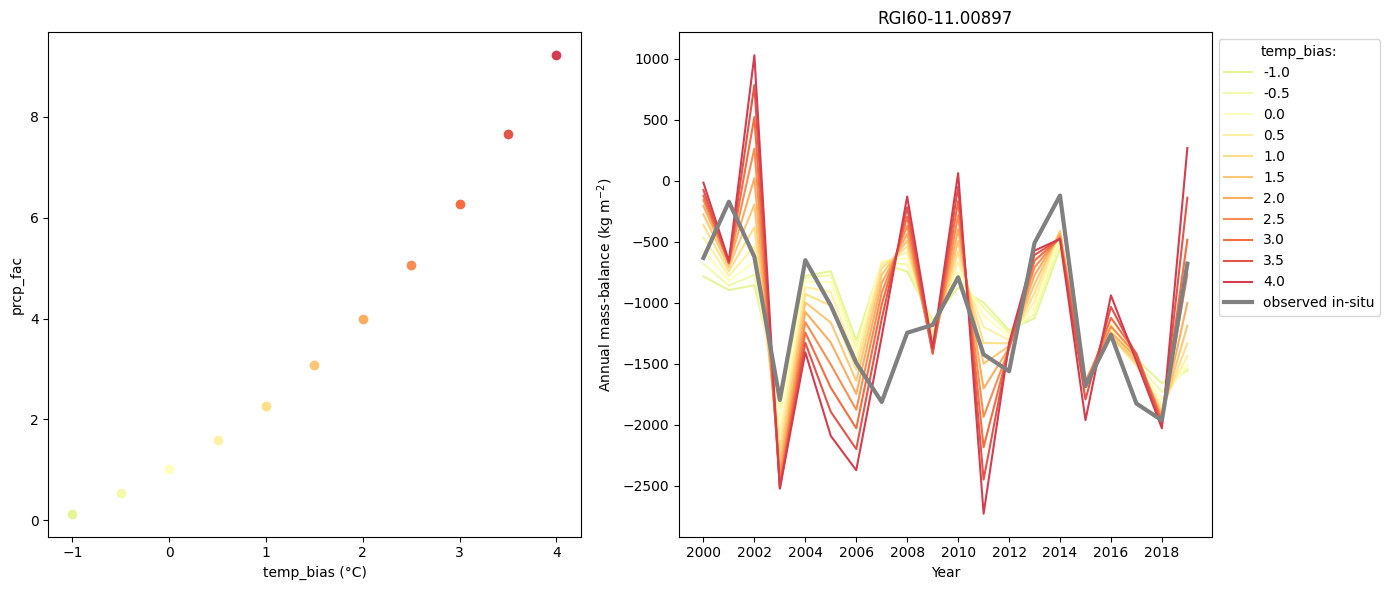 prcp_fac
8
6
4
2
0
−1 0 1 2 3 4
temp_bias (°C)
RGI60-11.00897
Annual mass-balance (kg m−2)
1000
500
0
−500
−1000
−1500
−2000
−2500
2000 2002 2004 2006 2008 2010 2012 2014 2016 2018
Year
temp_bias:
-1.0
-0.5
0.0
0.5
1.0
1.5
2.0
2.5
3.0
3.5
4.0
observed in-situ